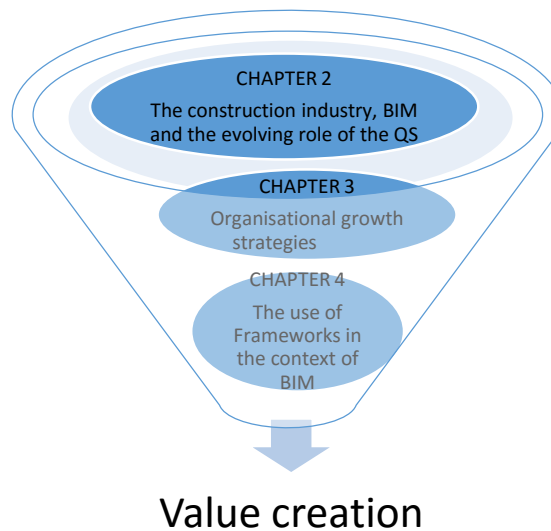 CHAPTER 2
The construction industry, BIM
and the evolving role of the QS
CHAPTER 3
Organisational growth
strategies
CHAPTER 4
The use of
Frameworks in
the context of
BIM
Value creation